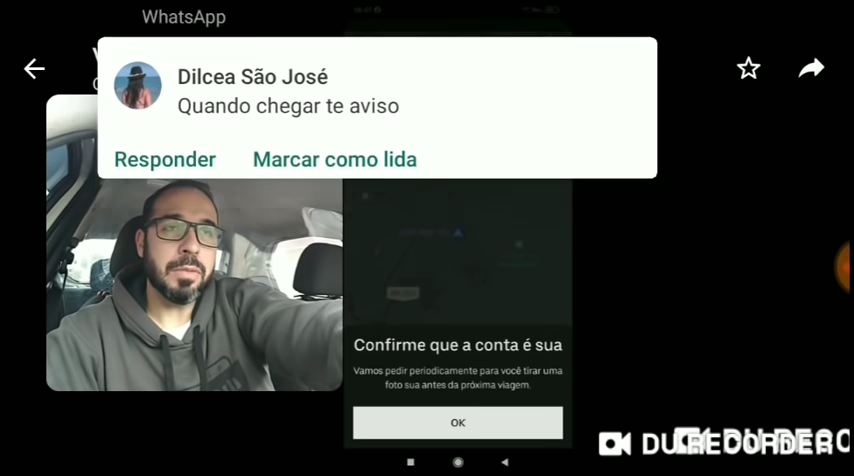 WhatsApp
Dilcea São José
Quando chegar te aviso
Responder
Marcar como lida
Confirme que a conta é sua
Vamos pedir periodicamente para você tirar uma
foto sua antes da próxima viagem.
OK
DU RECORDER